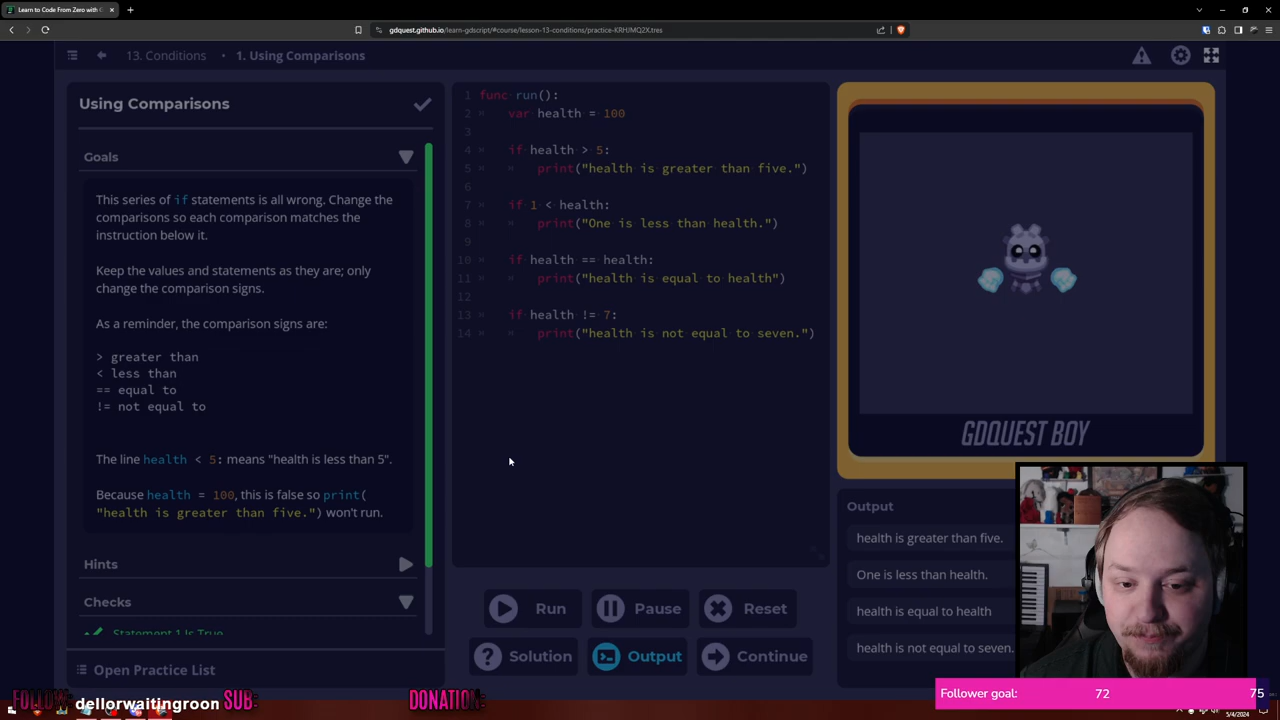 Learn to Code From Zero with
gdquest.github.io/learn-gdscript/#course/lesson-13-conditions/practice-KRHJMQZX.tres
13. Conditions • 1. Using Comparisons
Using Comparisons
Goals
This series of if statements is all wrong. Change the
comparisons so each comparison matches the
instruction below it.
Keep the values and statements as they are; only
change the comparison signs.
As a reminder, the comparison signs are:
> greater than
< less than
== equal to
!= not equal to
The line health < 5: means "health is less than 5".
Because health = 100, this is false so print(
"health is greater than five.") won't run.
Hints
Checks
Statement 1 Is True
Open Practice List
1 func run():
2 var health = 100
3
4 if health > 5:
5 print("health is greater than five.")
6
7 if 1 < health:
8 print("One is less than health.")
9
10 if health == health:
11 print("health is equal to health")
12
13 if health != 7:
14 print("health is not equal to seven.")
Run Pause Reset
Solution Output Continue
GDQUEST BOY
Output
health is greater than five.
One is less than health.
health is equal to health
health is not equal to seven.
Follower goal: 72 75
FOLLOW: dellorwaitingroon SUB: DONATION:
5/4/2024